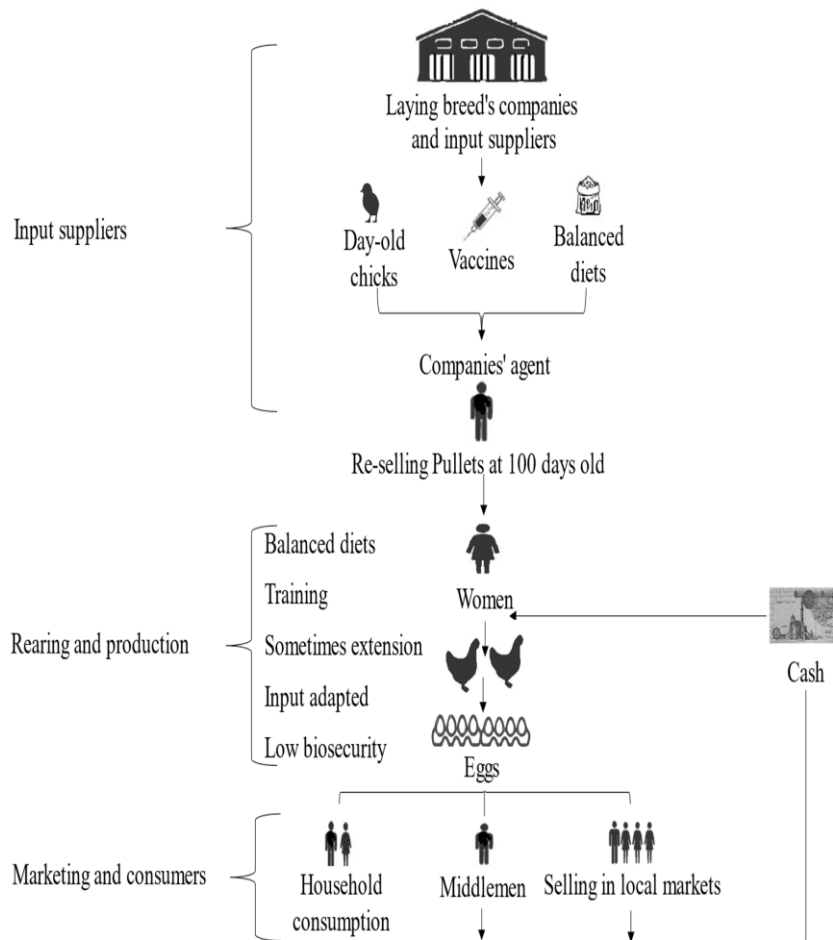 Laying breed's companies
and input suppliers
Input suppliers
Day-old
chicks
Vaccines
Balanced
diets
Companies' agent
Re-selling Pullets at 100 days old
Rearing and production
Balanced diets
Training
Sometimes extension
Input adapted
Low biosecurity
Women
Eggs
Cash
Marketing and consumers
Household
consumption
Middlemen
Selling in local markets